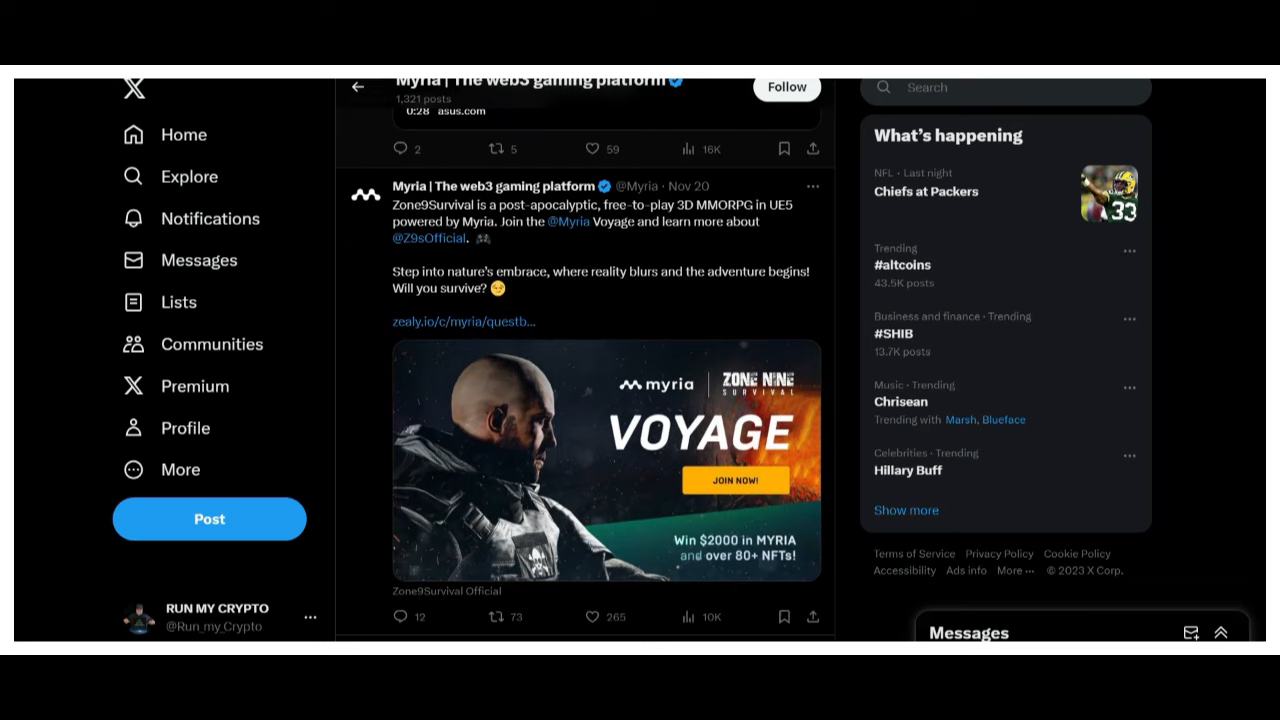 Home
Explore
Notifications
Messages
Lists
Communities
Premium
Profile
More
Post
RUN MY CRYPTO
@Run_my_Crypto
Myria | The web3 gaming platform
1,321 posts
Follow
0:28 asus.com
2 5 59 16K
Myria | The web3 gaming platform @Myria · Nov 20
Zone9Survival is a post-apocalyptic, free-to-play 3D MMORPG in UE5
powered by Myria. Join the @Myria Voyage and learn more about
@Z9sOfficial.
Step into nature's embrace, where reality blurs and the adventure begins!
Will you survive?
zealy.io/c/myria/questb...
myria
ZONE NINE
SURVIVAL
VOYAGE
JOIN NOW!
Win $2000 in MYRIA
and over 80+ NFTs!
Zone9Survival Official
12 73 265 10K
Search
What's happening
NFL · Last night
Chiefs at Packers
33
Trending
#altcoins
43.5K posts
Business and finance · Trending
#SHIB
13.7K posts
Music · Trending
Chrisean
Trending with Marsh, Blueface
Celebrities · Trending
Hillary Buff
Show more
Terms of Service Privacy Policy Cookie Policy
Accessibility Ads info More ··· © 2023 X Corp.
Messages